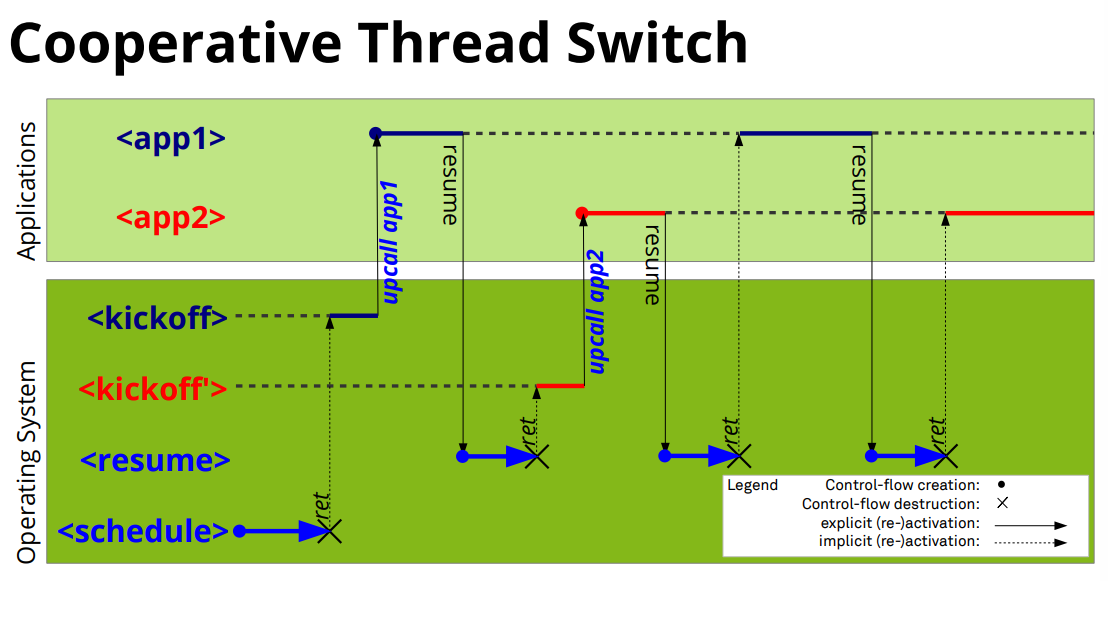 Cooperative Thread Switch
Applications
<app1>
<app2>
resume
resume
resume
upcall app1
upcall app2
Operating System
<kickoff>
<kickoff'>
<resume>
<schedule>
ret
ret
ret
ret
Legend
Control-flow creation:
Control-flow destruction:
explicit (re-)activation:
implicit (re-)activation: